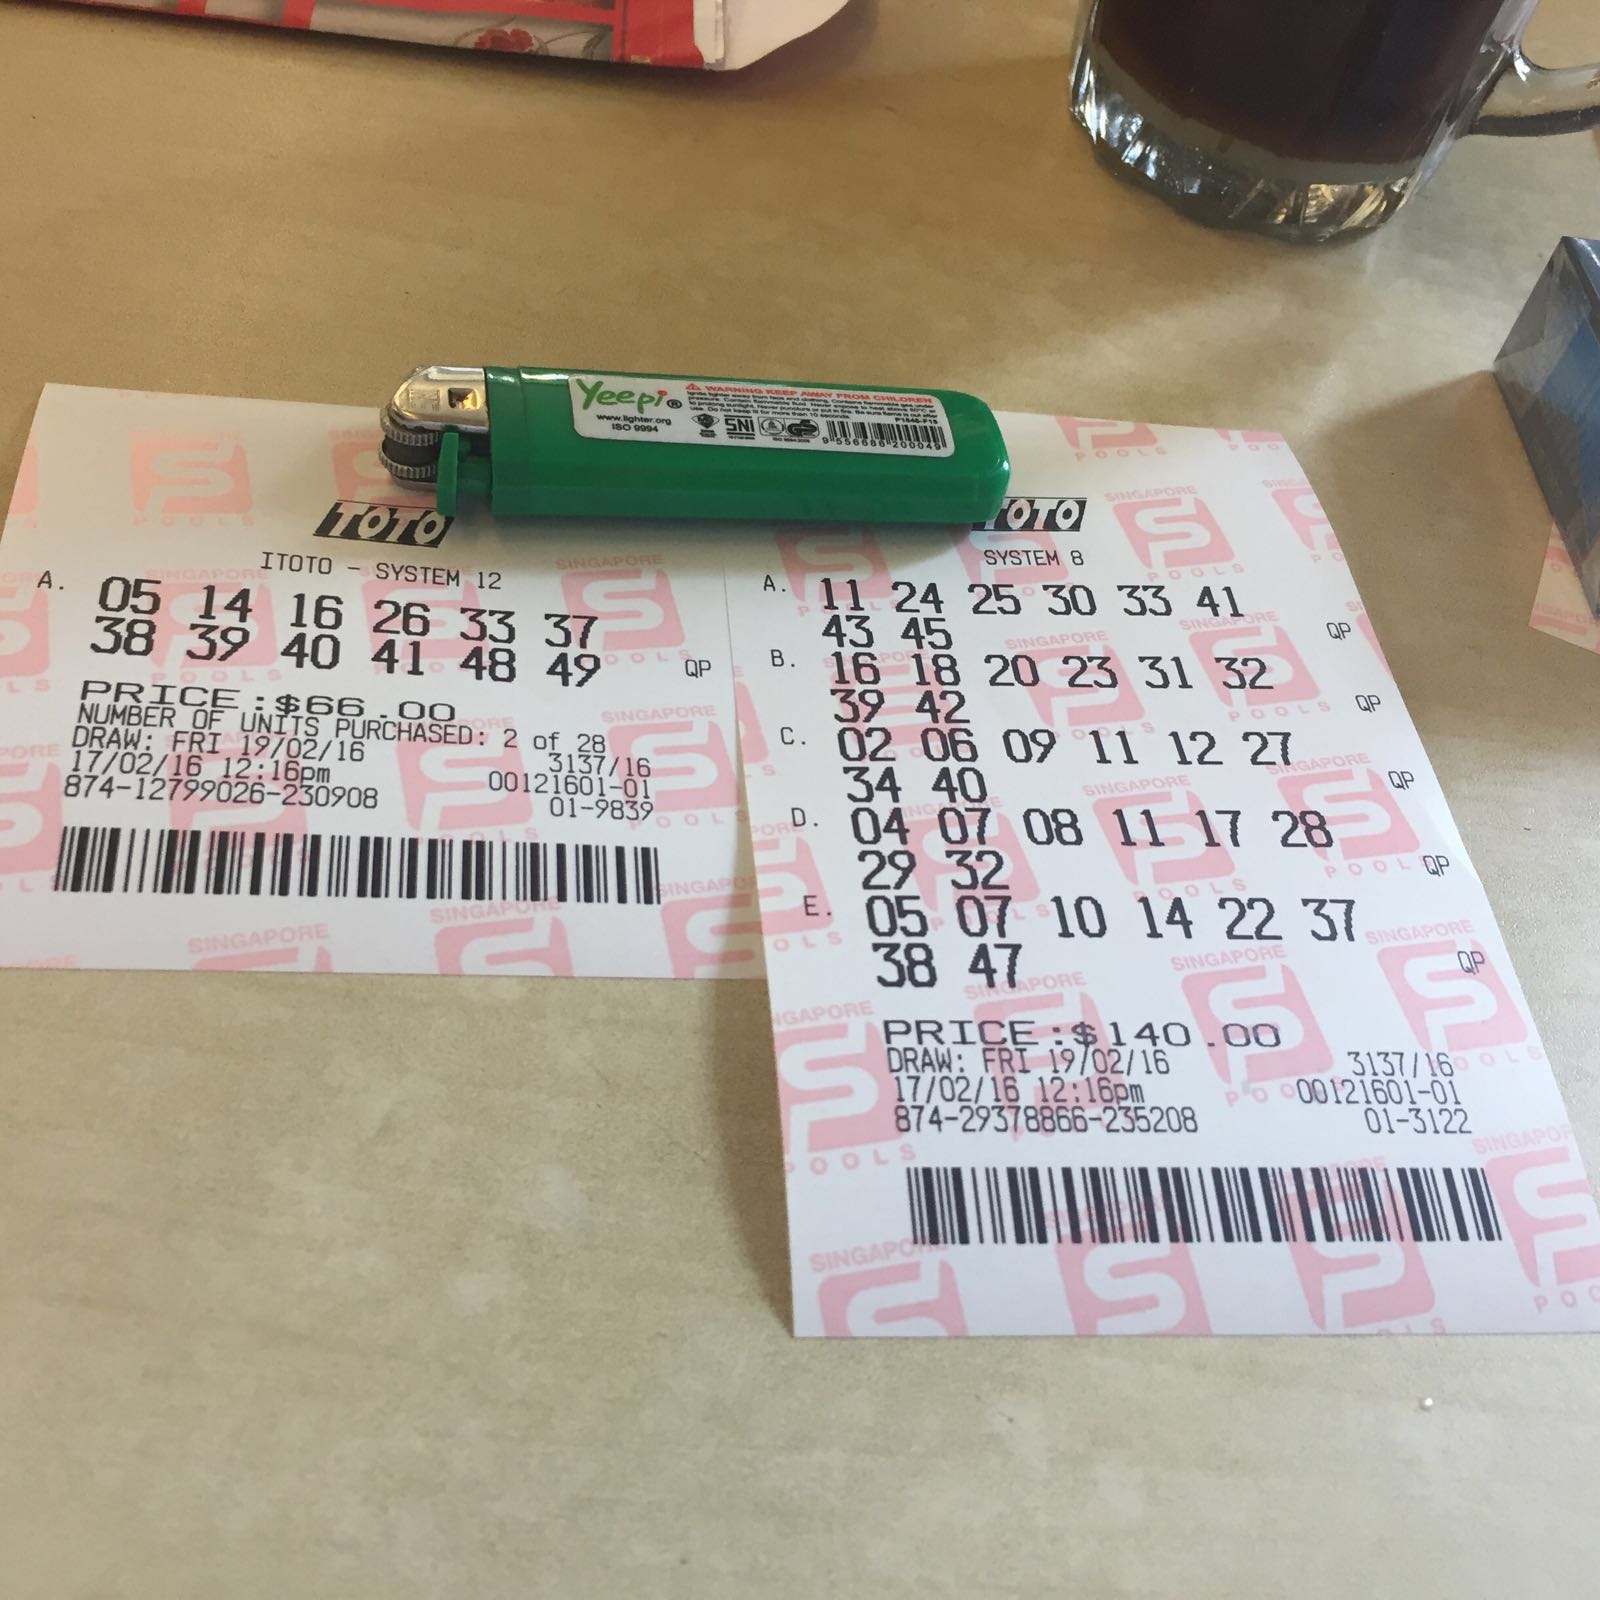 Yeepi®
www.lighter.org
ISO 9994
WARNING KEEP AWAY FROM CHILDREN
SNI
9 556686 200049
TOTO
ITOTO - SYSTEM 12
A. 05 14 16 26 33 37
38 39 40 41 48 49 QP
PRICE:$66.00
NUMBER OF UNITS PURCHASED: 2 of 28
DRAW: FRI 19/02/16 3137/16
17/02/16 12:16pm 00121601-01
874-12799026-230908 01-9839
TOTO
SYSTEM 8
A. 11 24 25 30 33 41
43 45 QP
B. 16 18 20 23 31 32
39 42 QP
C. 02 06 09 11 12 27
34 40 QP
D. 04 07 08 11 17 28
29 32 QP
E. 05 07 10 14 22 37
38 47 QP
PRICE:$140.00
DRAW: FRI 19/02/16 3137/16
17/02/16 12:16pm 00121601-01
874-29378866-235208 01-3122
SINGAPORE
POOLS